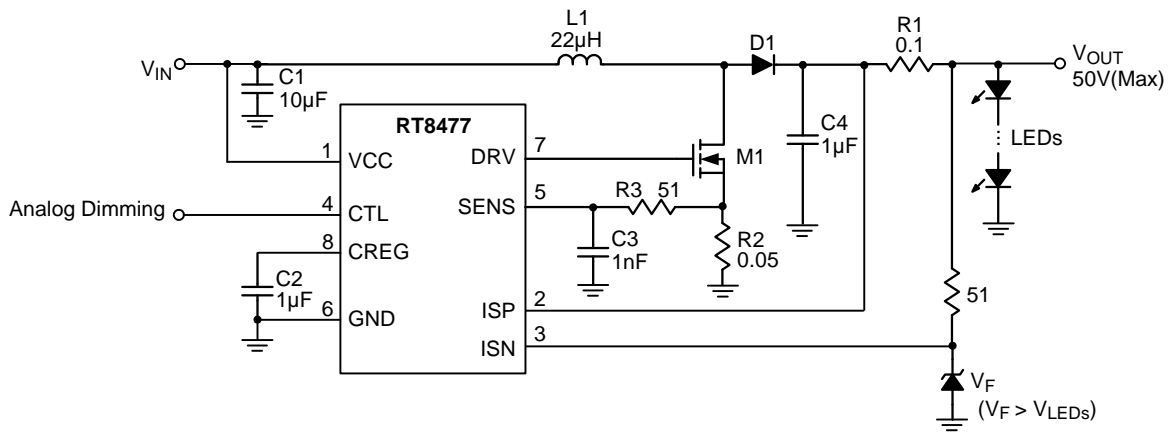 L1
22µH
D1
R1
0.1
VIN
VOUT
50V(Max)
C1
10µF
RT8477
C4
1µF
LEDs
1
VCC
DRV
7
M1
Analog Dimming
4
CTL
SENS
5
R3 51
8
CREG
C3
1nF
R2
0.05
C2
1µF
6
GND
ISP
2
51
ISN
3
VF
(VF > VLEDs)